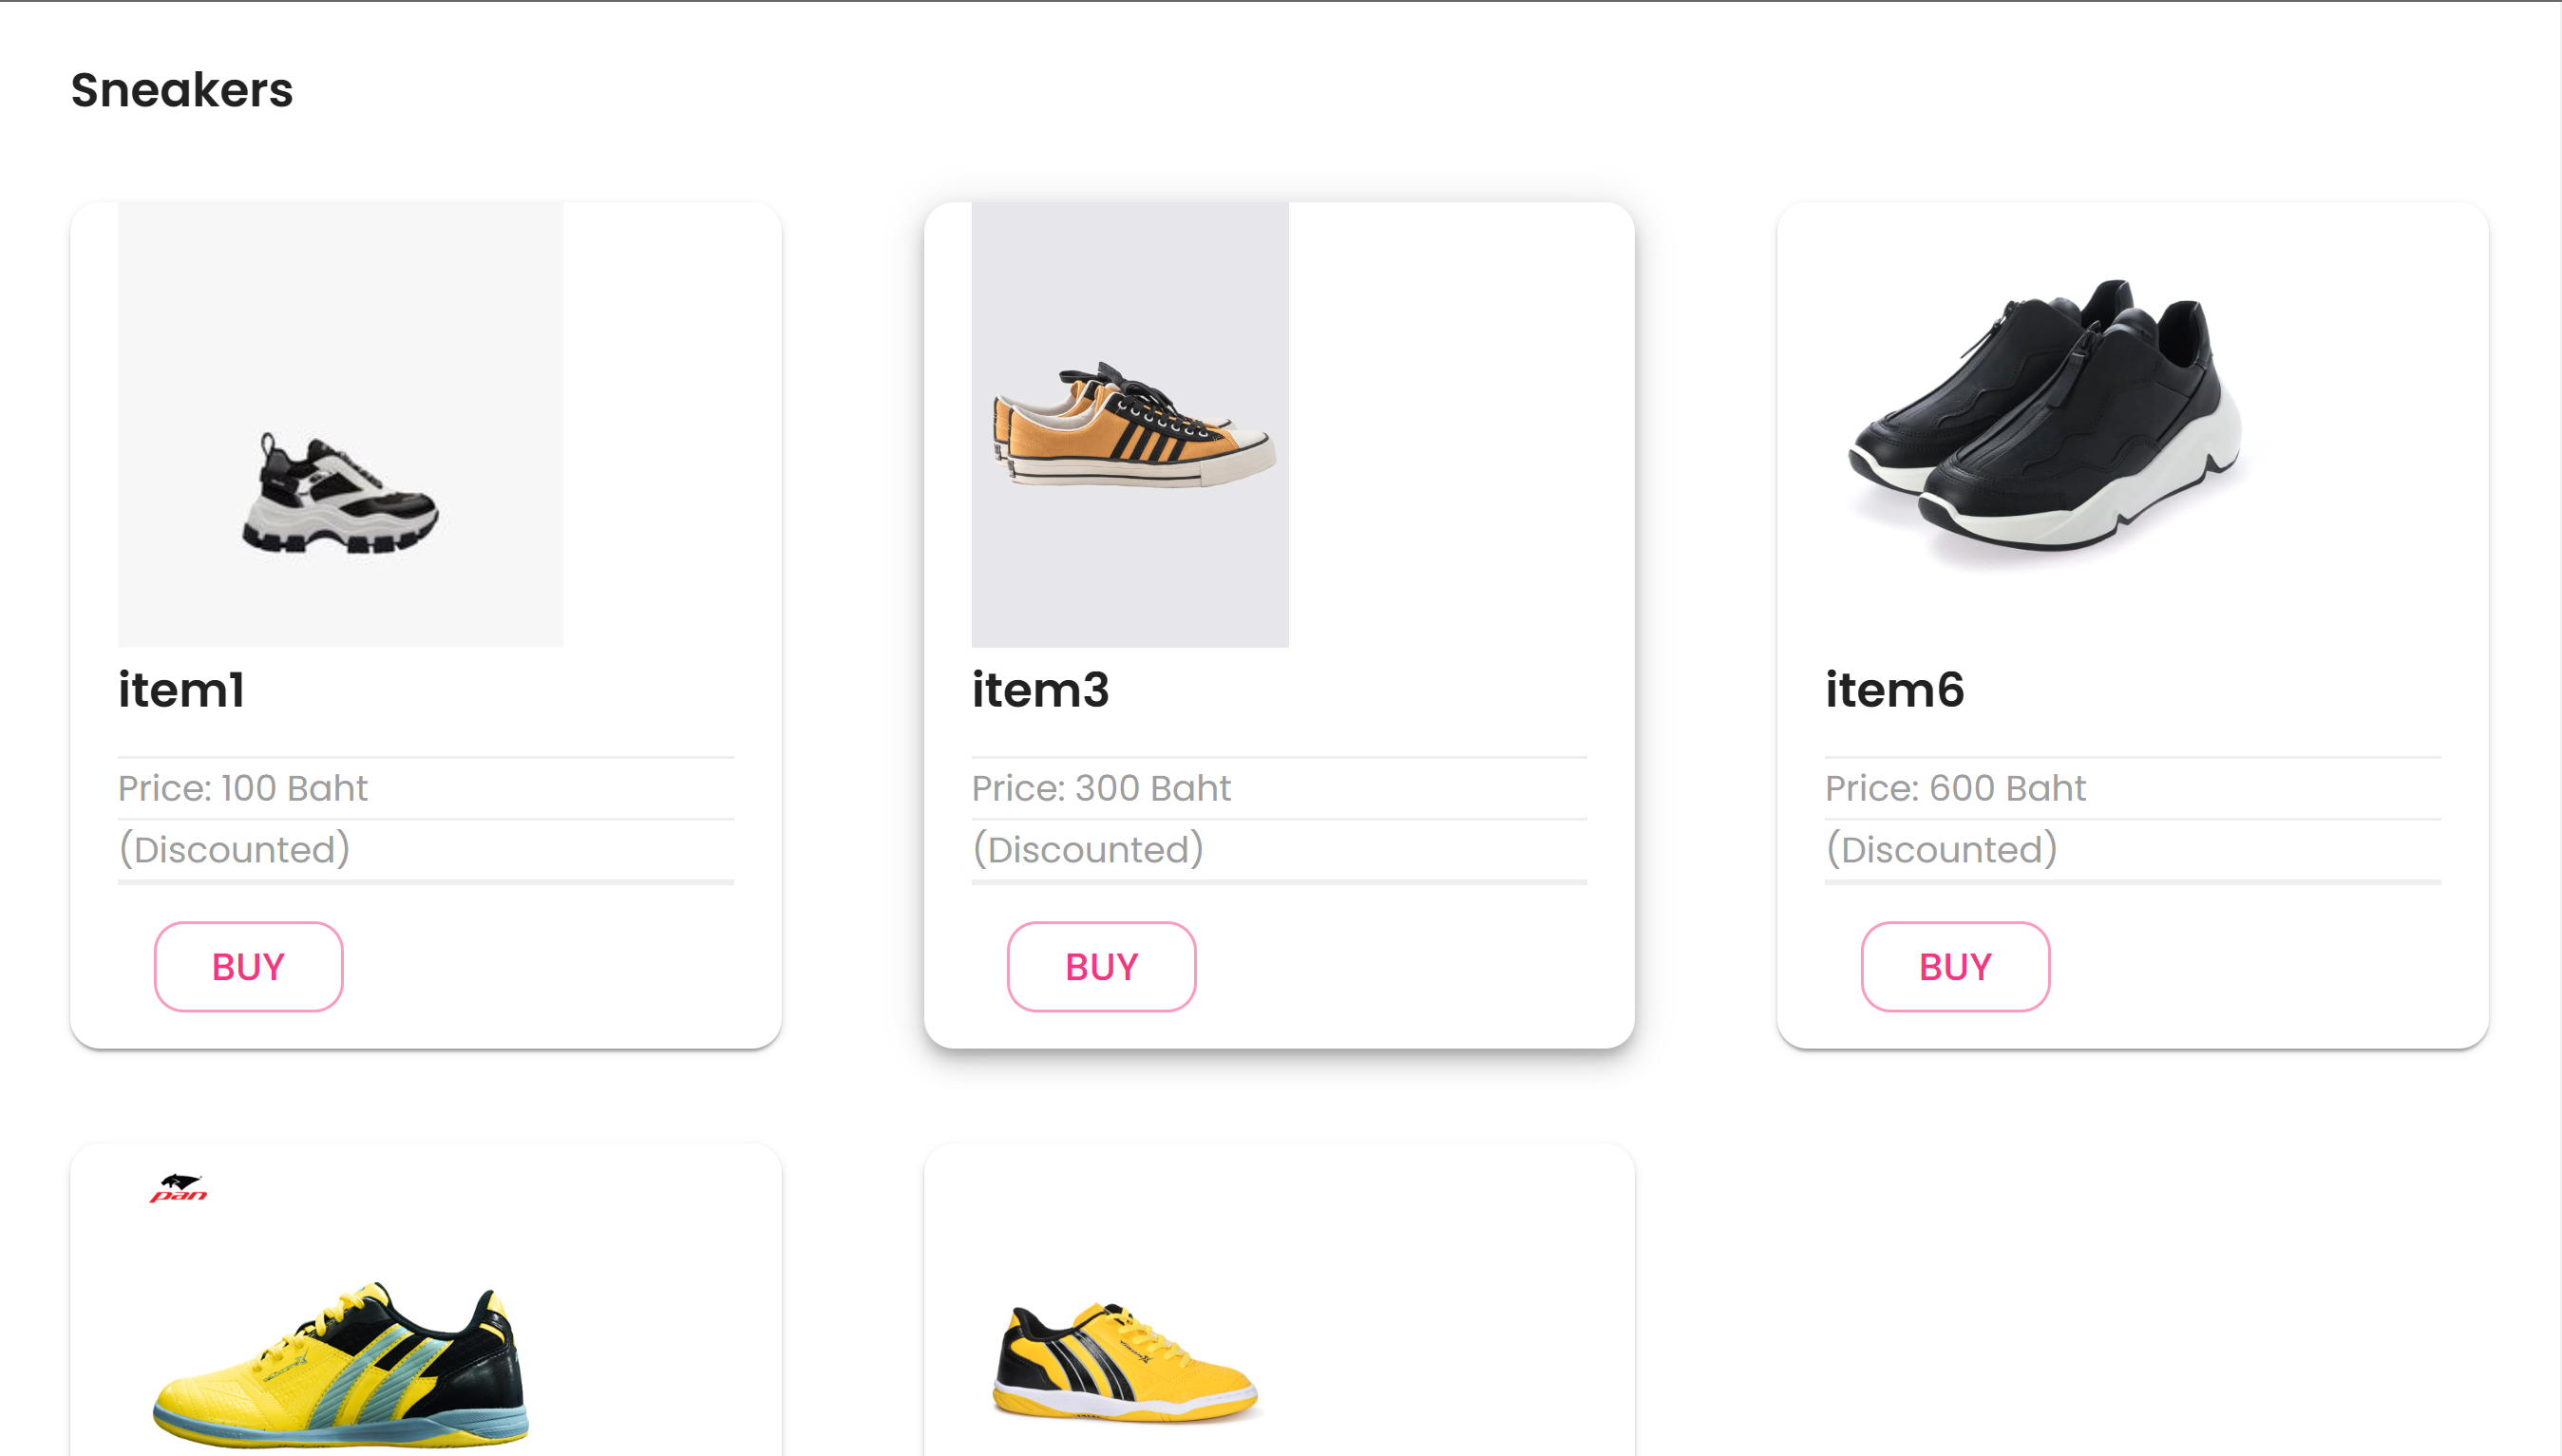 Sneakers
item1
Price: 100 Baht
(Discounted)
BUY
item3
Price: 300 Baht
(Discounted)
BUY
item6
Price: 600 Baht
(Discounted)
BUY
pan